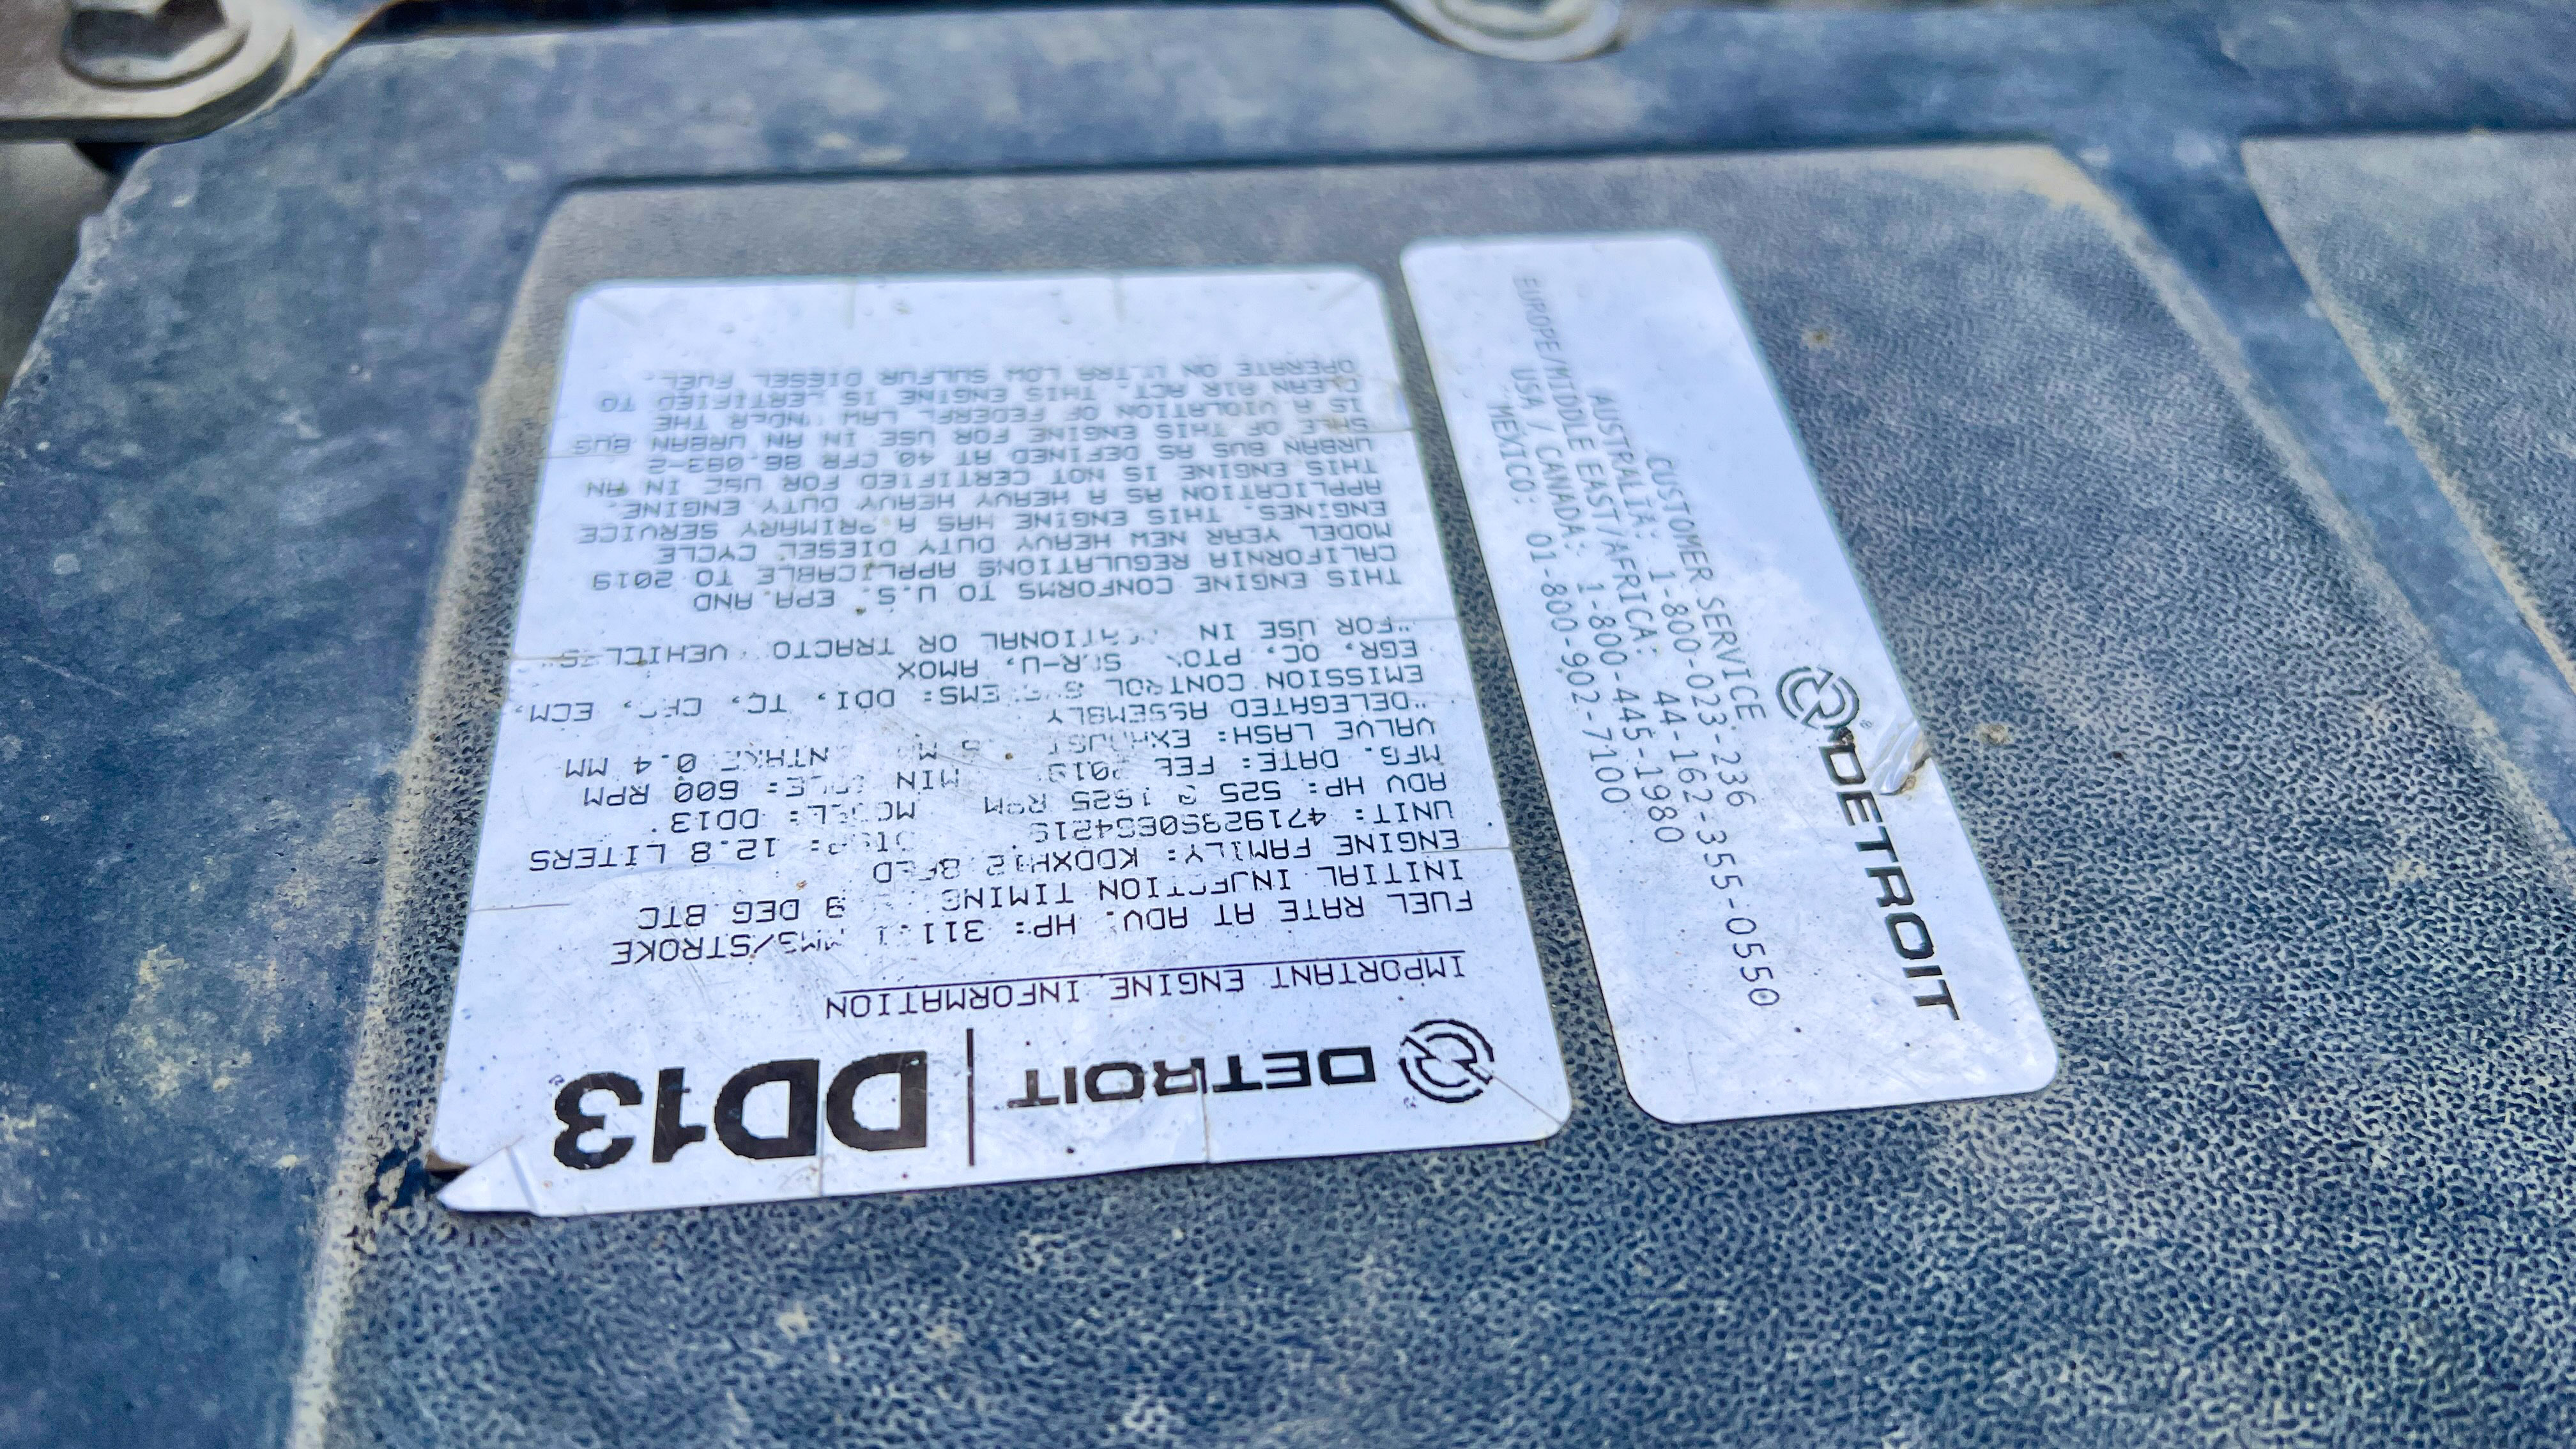 DETROIT | DD13
IMPORTANT ENGINE INFORMATION
FUEL RATE AT ADV. HP: MM3/STROKE
INITIAL INJECTION TIMING DEG BTC
ENGINE FAMILY: DISP: 12.8 LITERS
UNIT: MODEL: DD13
ADV HP: 525 @ 1625 RPM MIN IDLE: 600 RPM
MFG. DATE: FEB 2019
VALVE LASH: EXHAUST INTAKE 0.4 MM
"DELEGATED ASSEMBLY
EMISSION CONTROL SYSTEMS: DDI, TC, ECM,
EGR, OC, SCR-U, AMOX
"FOR USE IN VOCATIONAL OR TRACTOR VEHICLES"
THIS ENGINE CONFORMS TO U.S. EPA AND
CALIFORNIA REGULATIONS APPLICABLE TO 2019
MODEL YEAR NEW HEAVY DUTY DIESEL CYCLE
ENGINES. THIS ENGINE HAS A PRIMARY SERVICE
APPLICATION AS A HEAVY HEAVY DUTY ENGINE.
THIS ENGINE IS NOT CERTIFIED FOR USE IN AN
URBAN BUS AS DEFINED AT 40 CFR 86.093-2
SALE OF THIS ENGINE FOR USE IN AN URBAN BUS
IS A VIOLATION OF FEDERAL LAW UNDER THE
CLEAN AIR ACT. THIS ENGINE IS CERTIFIED TO
OPERATE ON ULTRA LOW SULFUR DIESEL FUEL.
DETROIT
CUSTOMER SERVICE
AUSTRALIA: 1-800-023-236
EUROPE/MIDDLE EAST/AFRICA: 44-162-355-0550
USA / CANADA: 1-800-445-1980
MEXICO: 01-800-902-7100